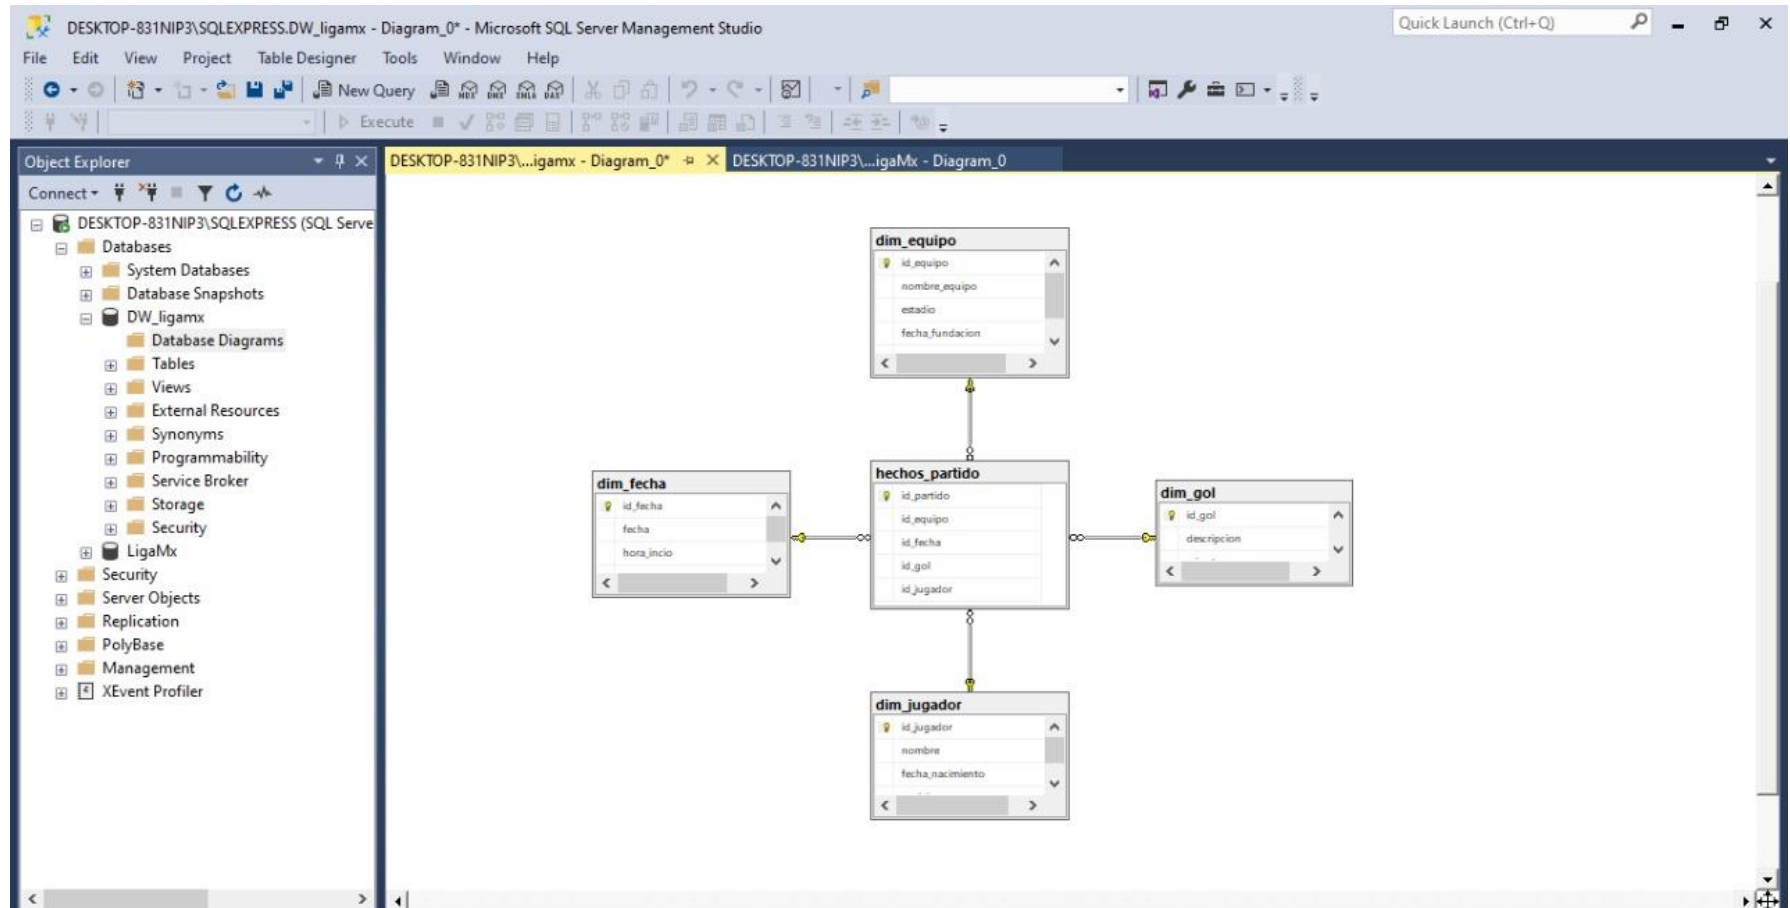 DESKTOP-831NIP3\SQLEXPRESS.DW_ligamx - Diagram_0* - Microsoft SQL Server Management Studio
Quick Launch (Ctrl+Q)
File Edit View Project Table Designer Tools Window Help
New Query MDX DMX XMLA DAX
Execute
Object Explorer
DESKTOP-831NIP3\...igamx - Diagram_0*
DESKTOP-831NIP3\...igaMx - Diagram_0
Connect
DESKTOP-831NIP3\SQLEXPRESS (SQL Serve
Databases
System Databases
Database Snapshots
DW_ligamx
Database Diagrams
Tables
Views
External Resources
Synonyms
Programmability
Service Broker
Storage
Security
LigaMx
Security
Server Objects
Replication
PolyBase
Management
XEvent Profiler
dim_equipo
id_equipo
nombre_equipo
estadio
fecha_fundacion
dim_fecha
id_fecha
fecha
hora_incio
hechos_partido
id_partido
id_equipo
id_fecha
id_gol
id_jugador
dim_gol
id_gol
descripcion
dim_jugador
id_jugador
nombre
fecha_nacimiento